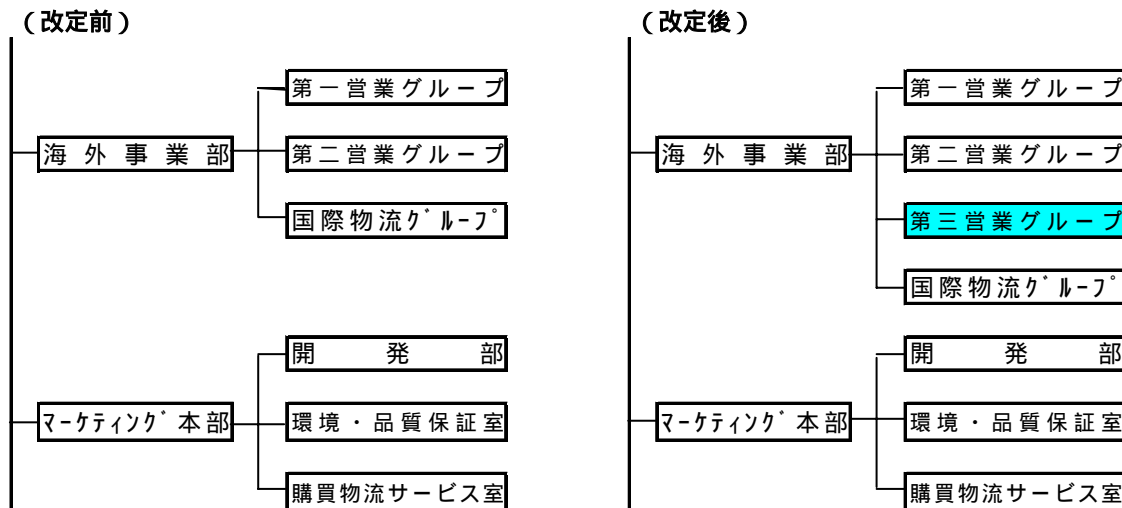 (改定前)
第一営業グループ
海外事業部
第二営業グループ
国際物流ｸﾞﾙｰﾌﾟ
開発部
ﾏｰｹﾃｨﾝｸﾞ本部
環境・品質保証室
購買物流サービス室
(改定後)
第一営業グループ
海外事業部
第二営業グループ
第三営業グループ
国際物流ｸﾞﾙｰﾌﾟ
開発部
ﾏｰｹﾃｨﾝｸﾞ本部
環境・品質保証室
購買物流サービス室